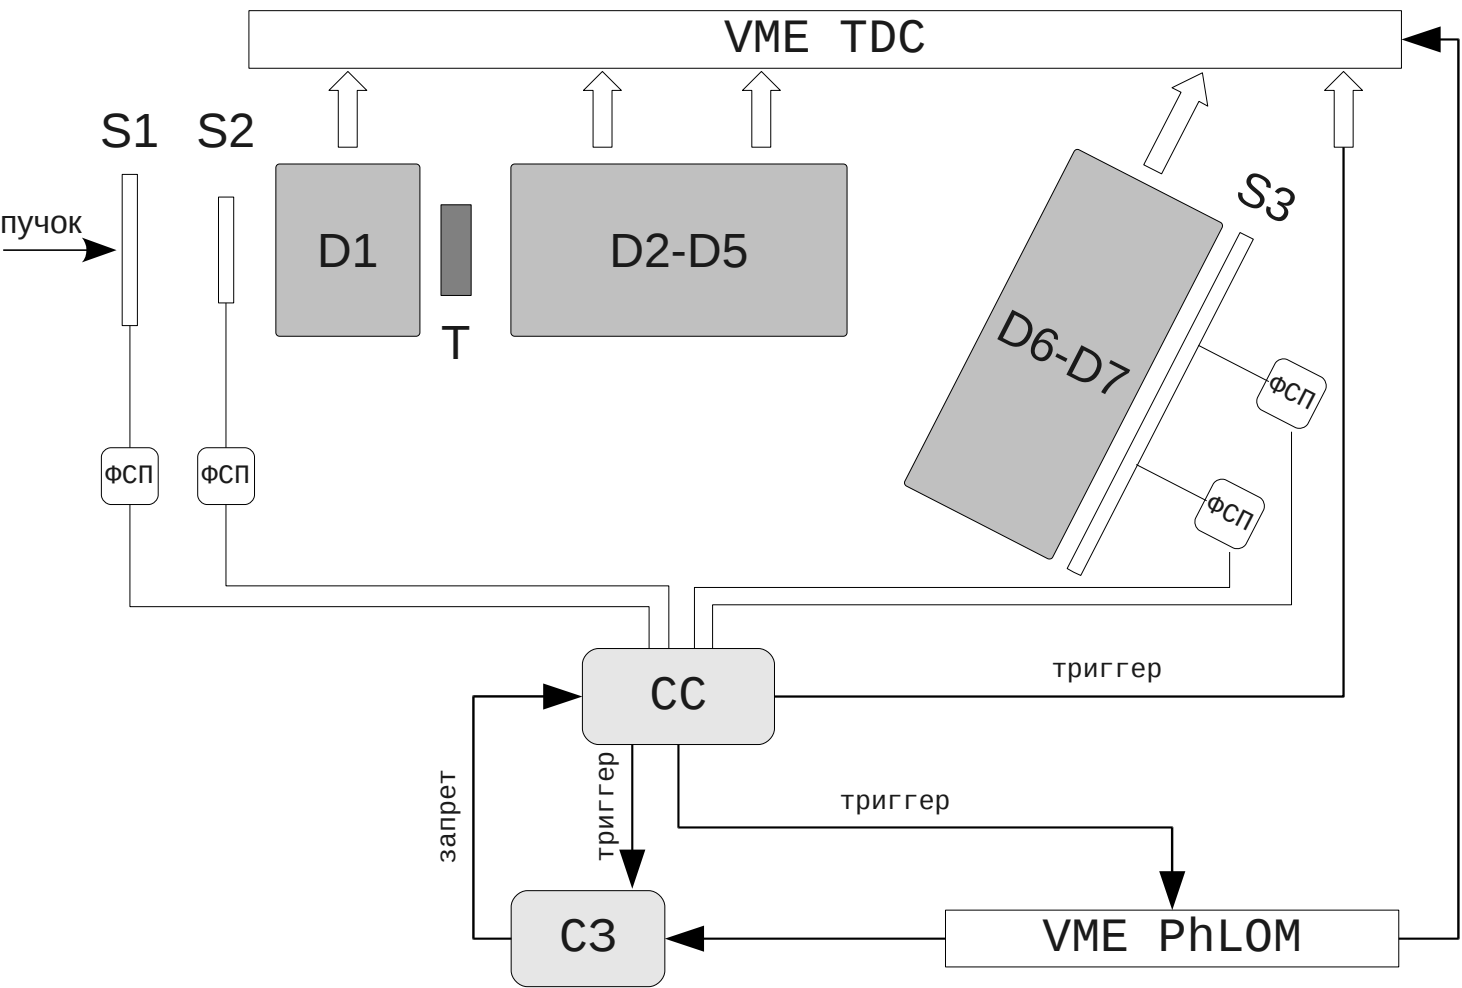 VME TDC
S1
S2
S3
пучок
D1
T
D2-D5
D6-D7
ФСП
ФСП
ФСП
ФСП
СС
триггер
запрет
триггер
триггер
СЗ
VME PhLOM